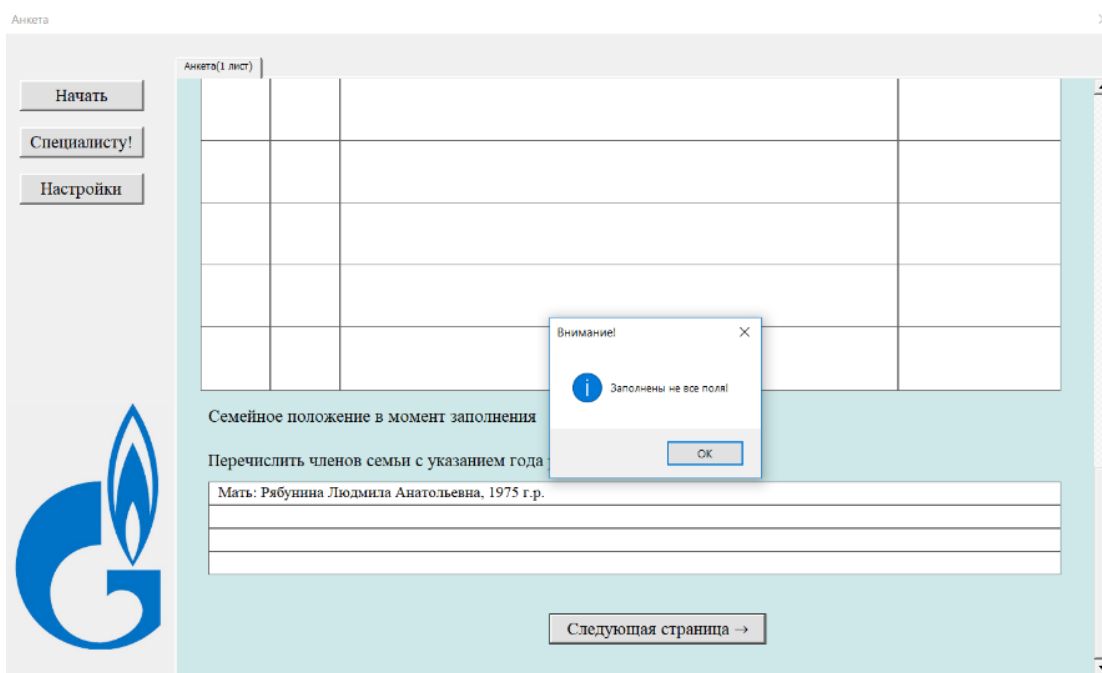 Анкета
Анкета(1 лист)
Начать
Специалисту!
Настройки
Внимание!
Заполнены не все поля!
OK
Семейное положение в момент заполнения
Перечислить членов семьи с указанием года
Мать: Рябунина Людмила Анатольевна, 1975 г.р.
Следующая страница →